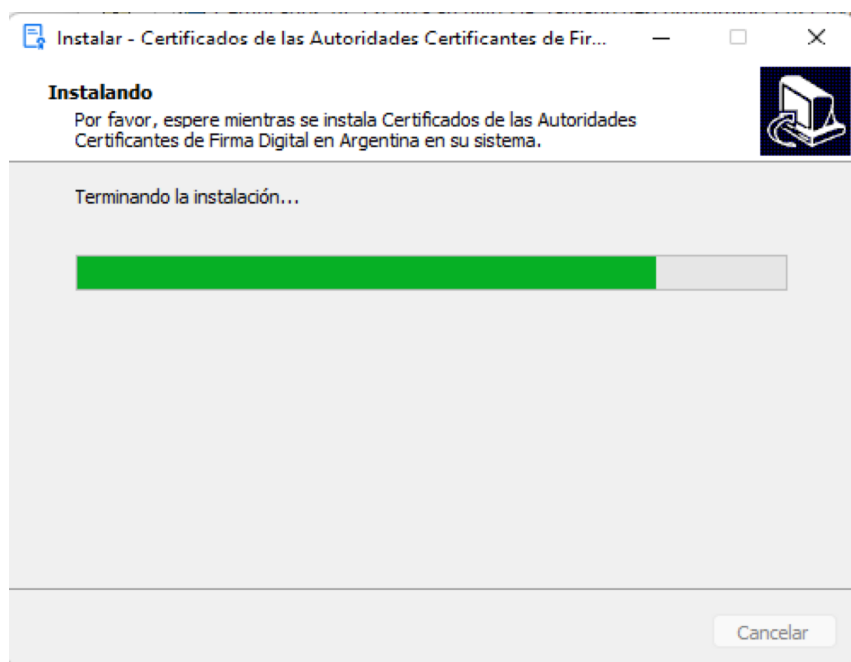 Instalar - Certificados de las Autoridades Certificantes de Fir...
Instalando
Por favor, espere mientras se instala Certificados de las Autoridades
Certificantes de Firma Digital en Argentina en su sistema.
Terminando la instalación...
Cancelar